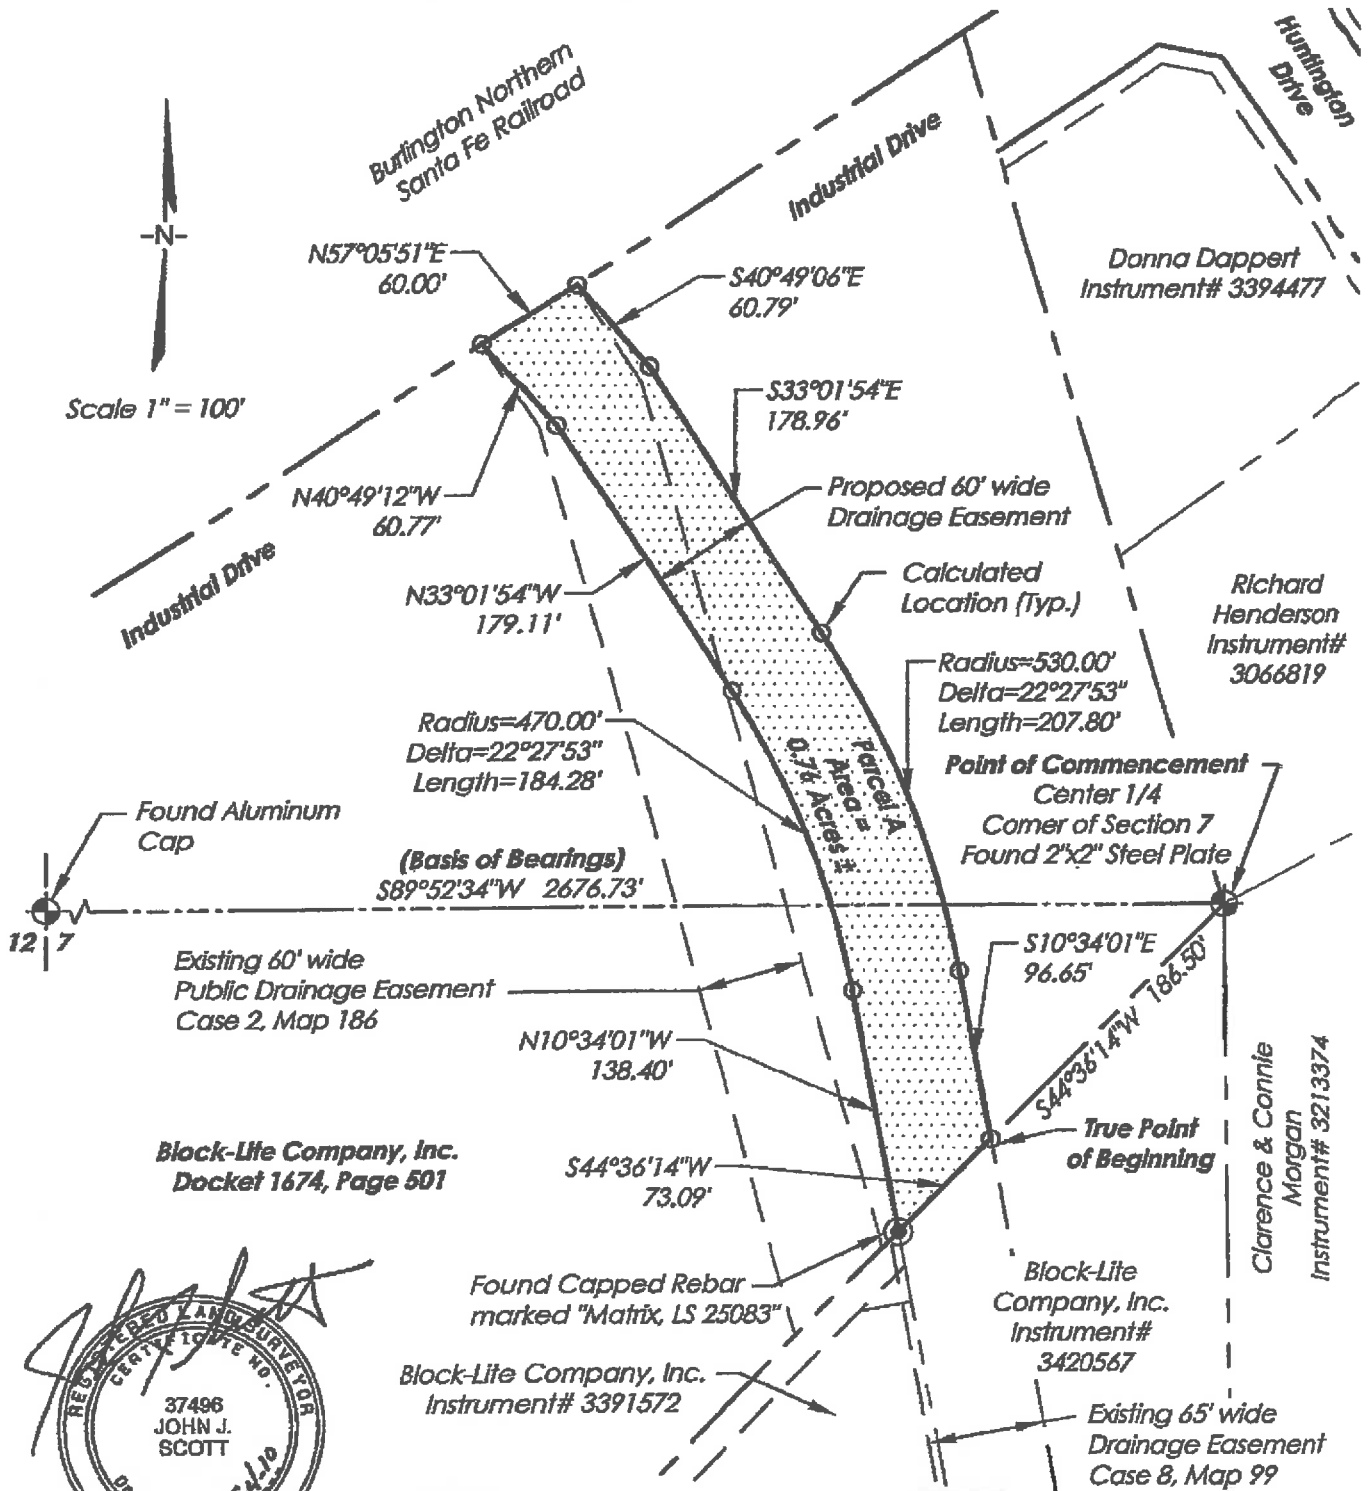 Burlington Northern
Santa Fe Railroad
Huntington
Drive
Industrial Drive
-N-
Scale 1" = 100'
N57°05'51"E
60.00'
S40°49'06"E
60.79'
Donna Dappert
Instrument# 3394477
S33°01'54"E
178.96'
N40°49'12"W
60.77'
Proposed 60' wide
Drainage Easement
Industrial Drive
N33°01'54"W
179.11'
Calculated
Location (Typ.)
Richard
Henderson
Instrument#
3066819
Radius=530.00'
Delta=22°27'53"
Length=207.80'
Radius=470.00'
Delta=22°27'53"
Length=184.28'
Parcel A
Area =
0.74 Acres ±
Point of Commencement
Center 1/4
Corner of Section 7
Found 2"x2" Steel Plate
Found Aluminum
Cap
(Basis of Bearings)
S89°52'34"W 2676.73'
12 7
Existing 60' wide
Public Drainage Easement
Case 2, Map 186
S10°34'01"E
96.65'
S44°36'14"W 186.50'
N10°34'01"W
138.40'
Clarence & Connie
Morgan
Instrument# 3213374
True Point
of Beginning
Block-Lite Company, Inc.
Docket 1674, Page 501
S44°36'14"W
73.09'
Found Capped Rebar
marked "Matrix, LS 25083"
Block-Lite
Company, Inc.
Instrument#
3420567
Block-Lite Company, Inc.
Instrument# 3391572
Existing 65' wide
Drainage Easement
Case 8, Map 99
REGISTERED LAND SURVEYOR
CERTIFICATE NO.
37496
JOHN J.
SCOTT